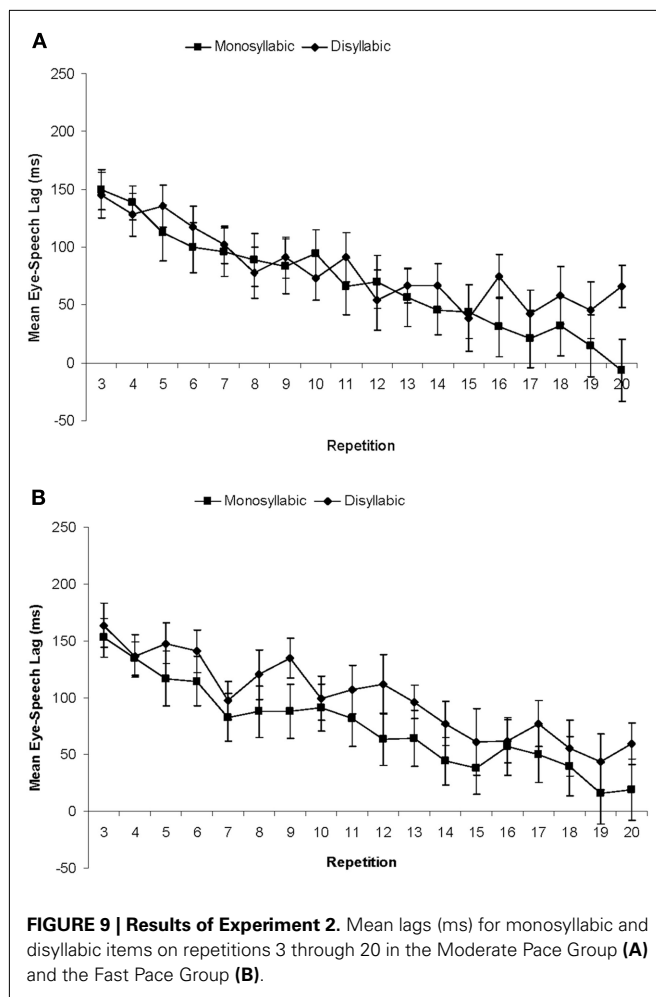 A
Monosyllabic Disyllabic
250
200
150
100
50
0
-50
Mean Eye-Speech Lag (ms)
3 4 5 6 7 8 9 10 11 12 13 14 15 16 17 18 19 20
Repetition
B
Monosyllabic Disyllabic
250
200
150
100
50
0
-50
Mean Eye-Speech Lag (ms)
3 4 5 6 7 8 9 10 11 12 13 14 15 16 17 18 19 20
Repetition
FIGURE 9 | Results of Experiment 2. Mean lags (ms) for monosyllabic and
disyllabic items on repetitions 3 through 20 in the Moderate Pace Group (A)
and the Fast Pace Group (B).